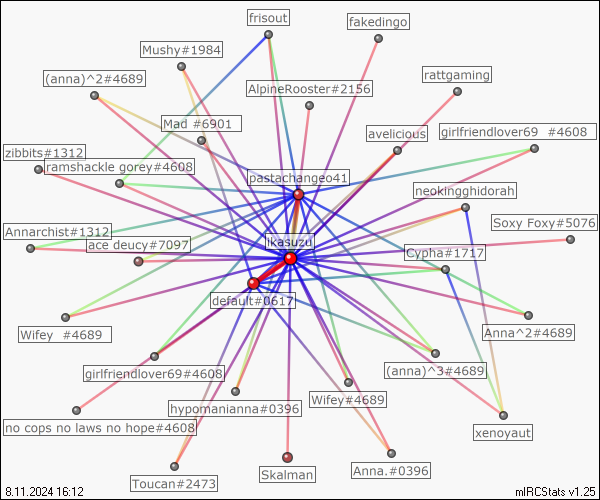 frisout
fakedingo
Mushy#1984
(anna)^2#4689
rattgaming
AlpineRooster#2156
Mad #6901
avelicious
girlfriendlover69 #4608
zibbits#1312
ramshackle gorey#4608
pastachangeo41
neokingghidorah
Soxy Foxy#5076
Annarchist#1312
ace deucy#7097
ikasuzu
Cypha#1717
default#0617
Wifey #4689
Anna^2#4689
girlfriendlover69#4608
(anna)^3#4689
hypomanianna#0396
Wifey#4689
no cops no laws no hope#4608
xenoyaut
Skalman
Anna.#0396
Toucan#2473
8.11.2024 16:12
mIRCStats v1.25